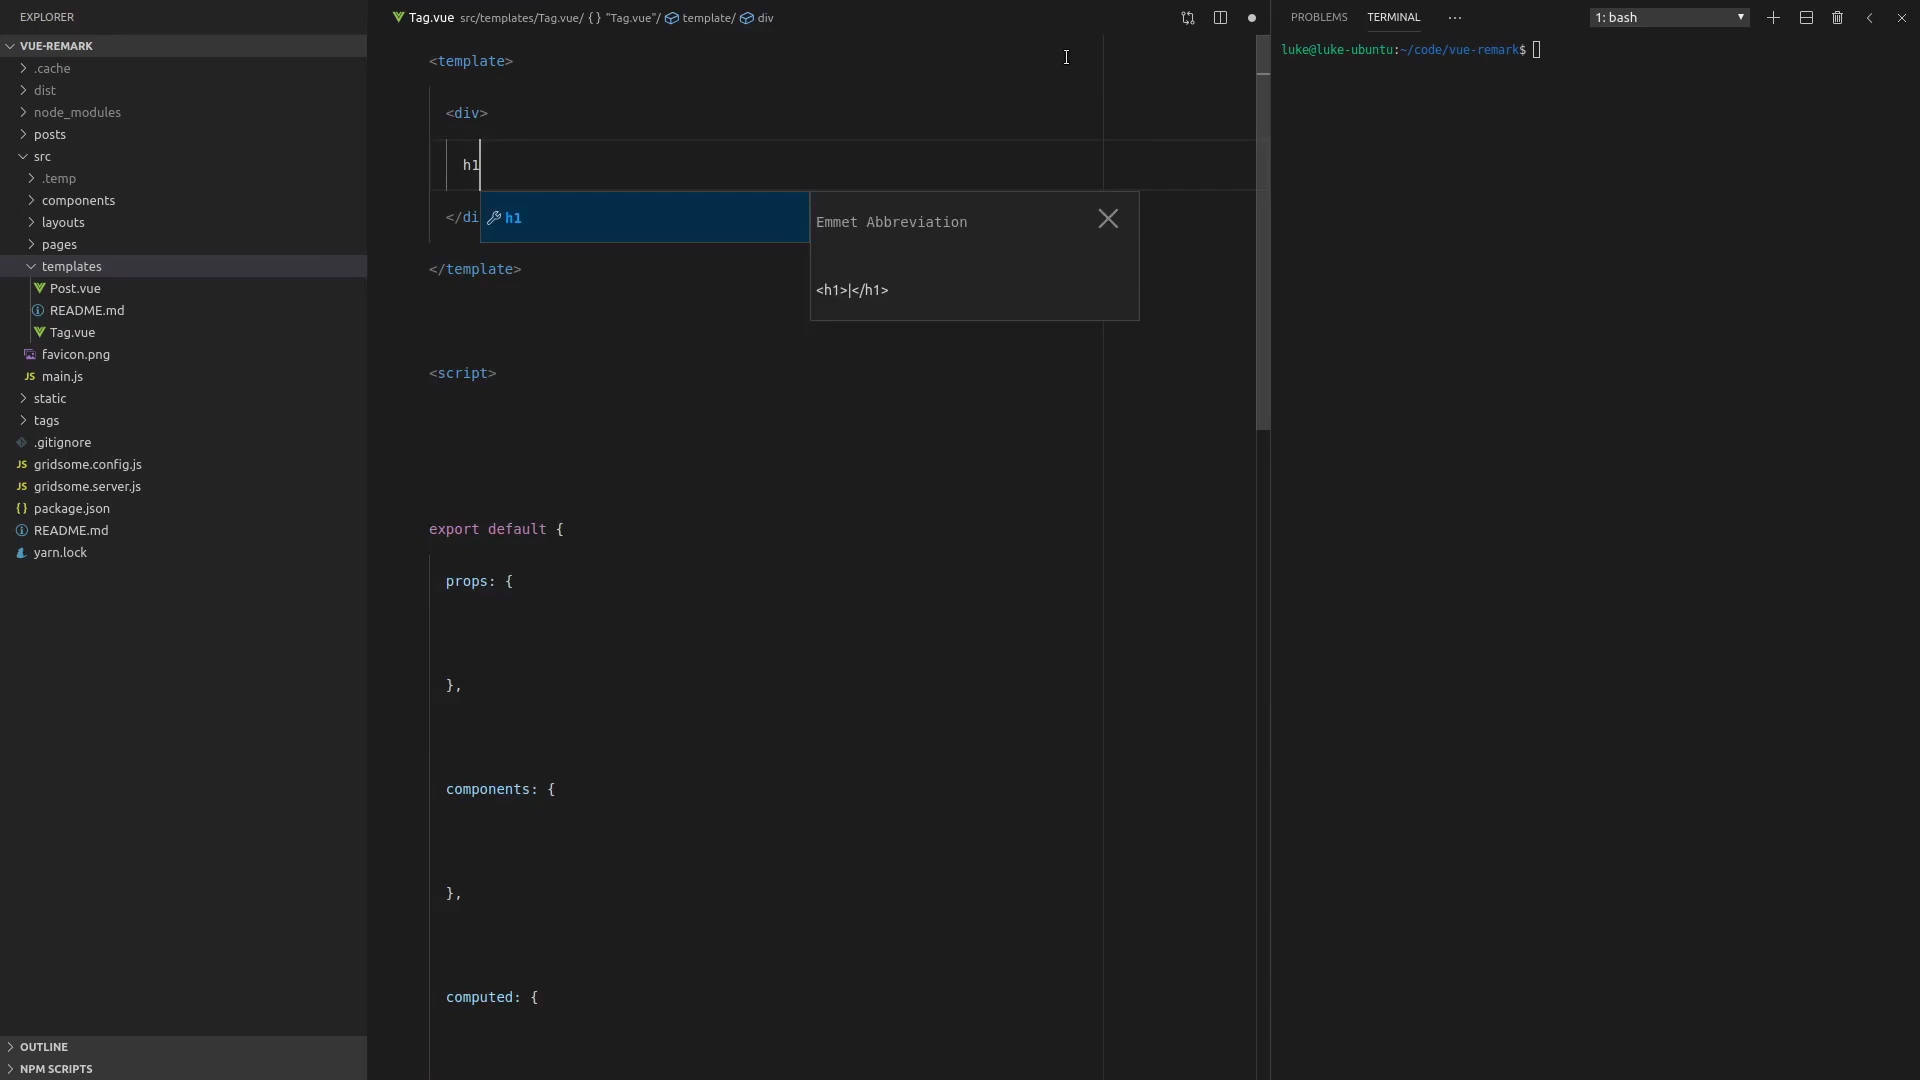 EXPLORER
VUE-REMARK
.cache
dist
node_modules
posts
src
.temp
components
layouts
pages
templates
Post.vue
README.md
Tag.vue
favicon.png
JS main.js
static
tags
.gitignore
JS gridsome.config.js
JS gridsome.server.js
{} package.json
README.md
yarn.lock
OUTLINE
NPM SCRIPTS
Tag.vue src/templates/Tag.vue/ {} "Tag.vue"/ template/ div
<template>
<div>
h1
</di
h1
Emmet Abbreviation
<h1>|</h1>
</template>
<script>
export default {
props: {
},
components: {
},
computed: {
PROBLEMS TERMINAL ... 1: bash
luke@luke-ubuntu:~/code/vue-remark$